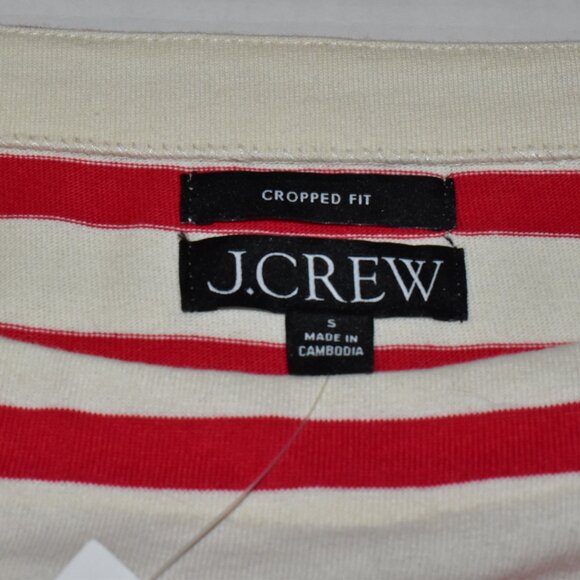 CROPPED FIT
J.CREW
S
MADE IN
CAMBODIA